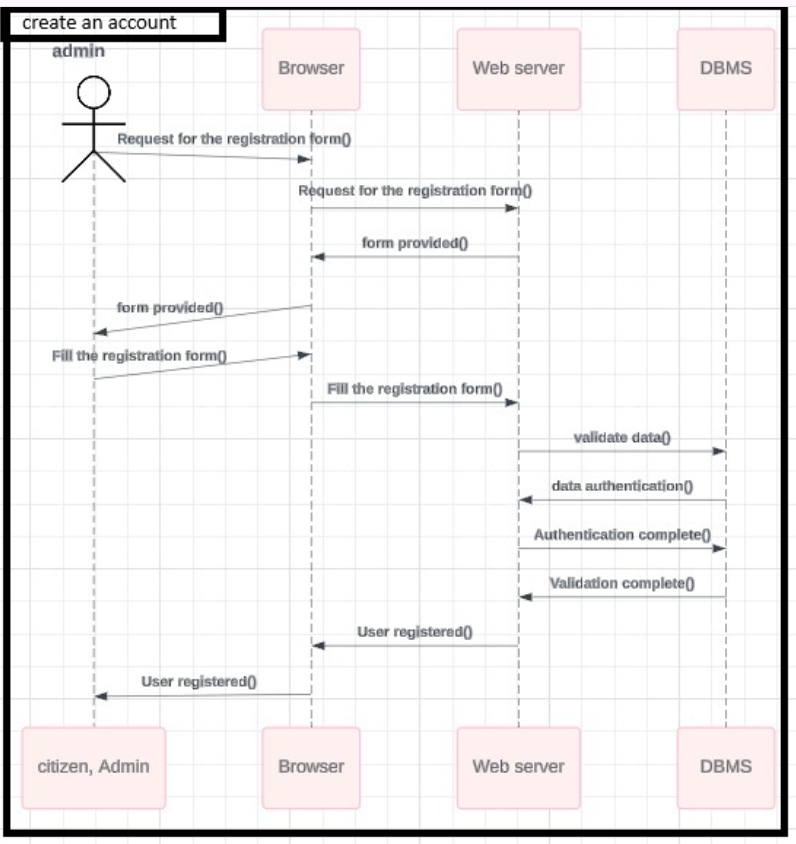 create an account
admin
Browser
Web server
DBMS
Request for the registration form()
Request for the registration form()
form provided()
form provided()
Fill the registration form()
Fill the registration form()
validate data()
data authentication()
Authentication complete()
Validation complete()
User registered()
User registered()
citizen, Admin
Browser
Web server
DBMS